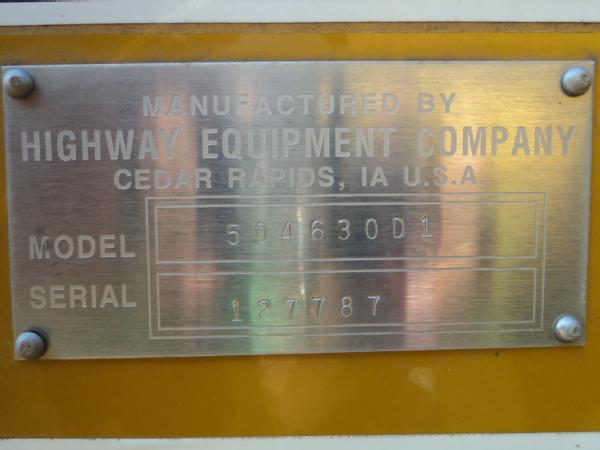 MANUFACTURED BY
HIGHWAY EQUIPMENT COMPANY
CEDAR RAPIDS, IA U.S.A.
MODEL 504630D1
SERIAL 127787